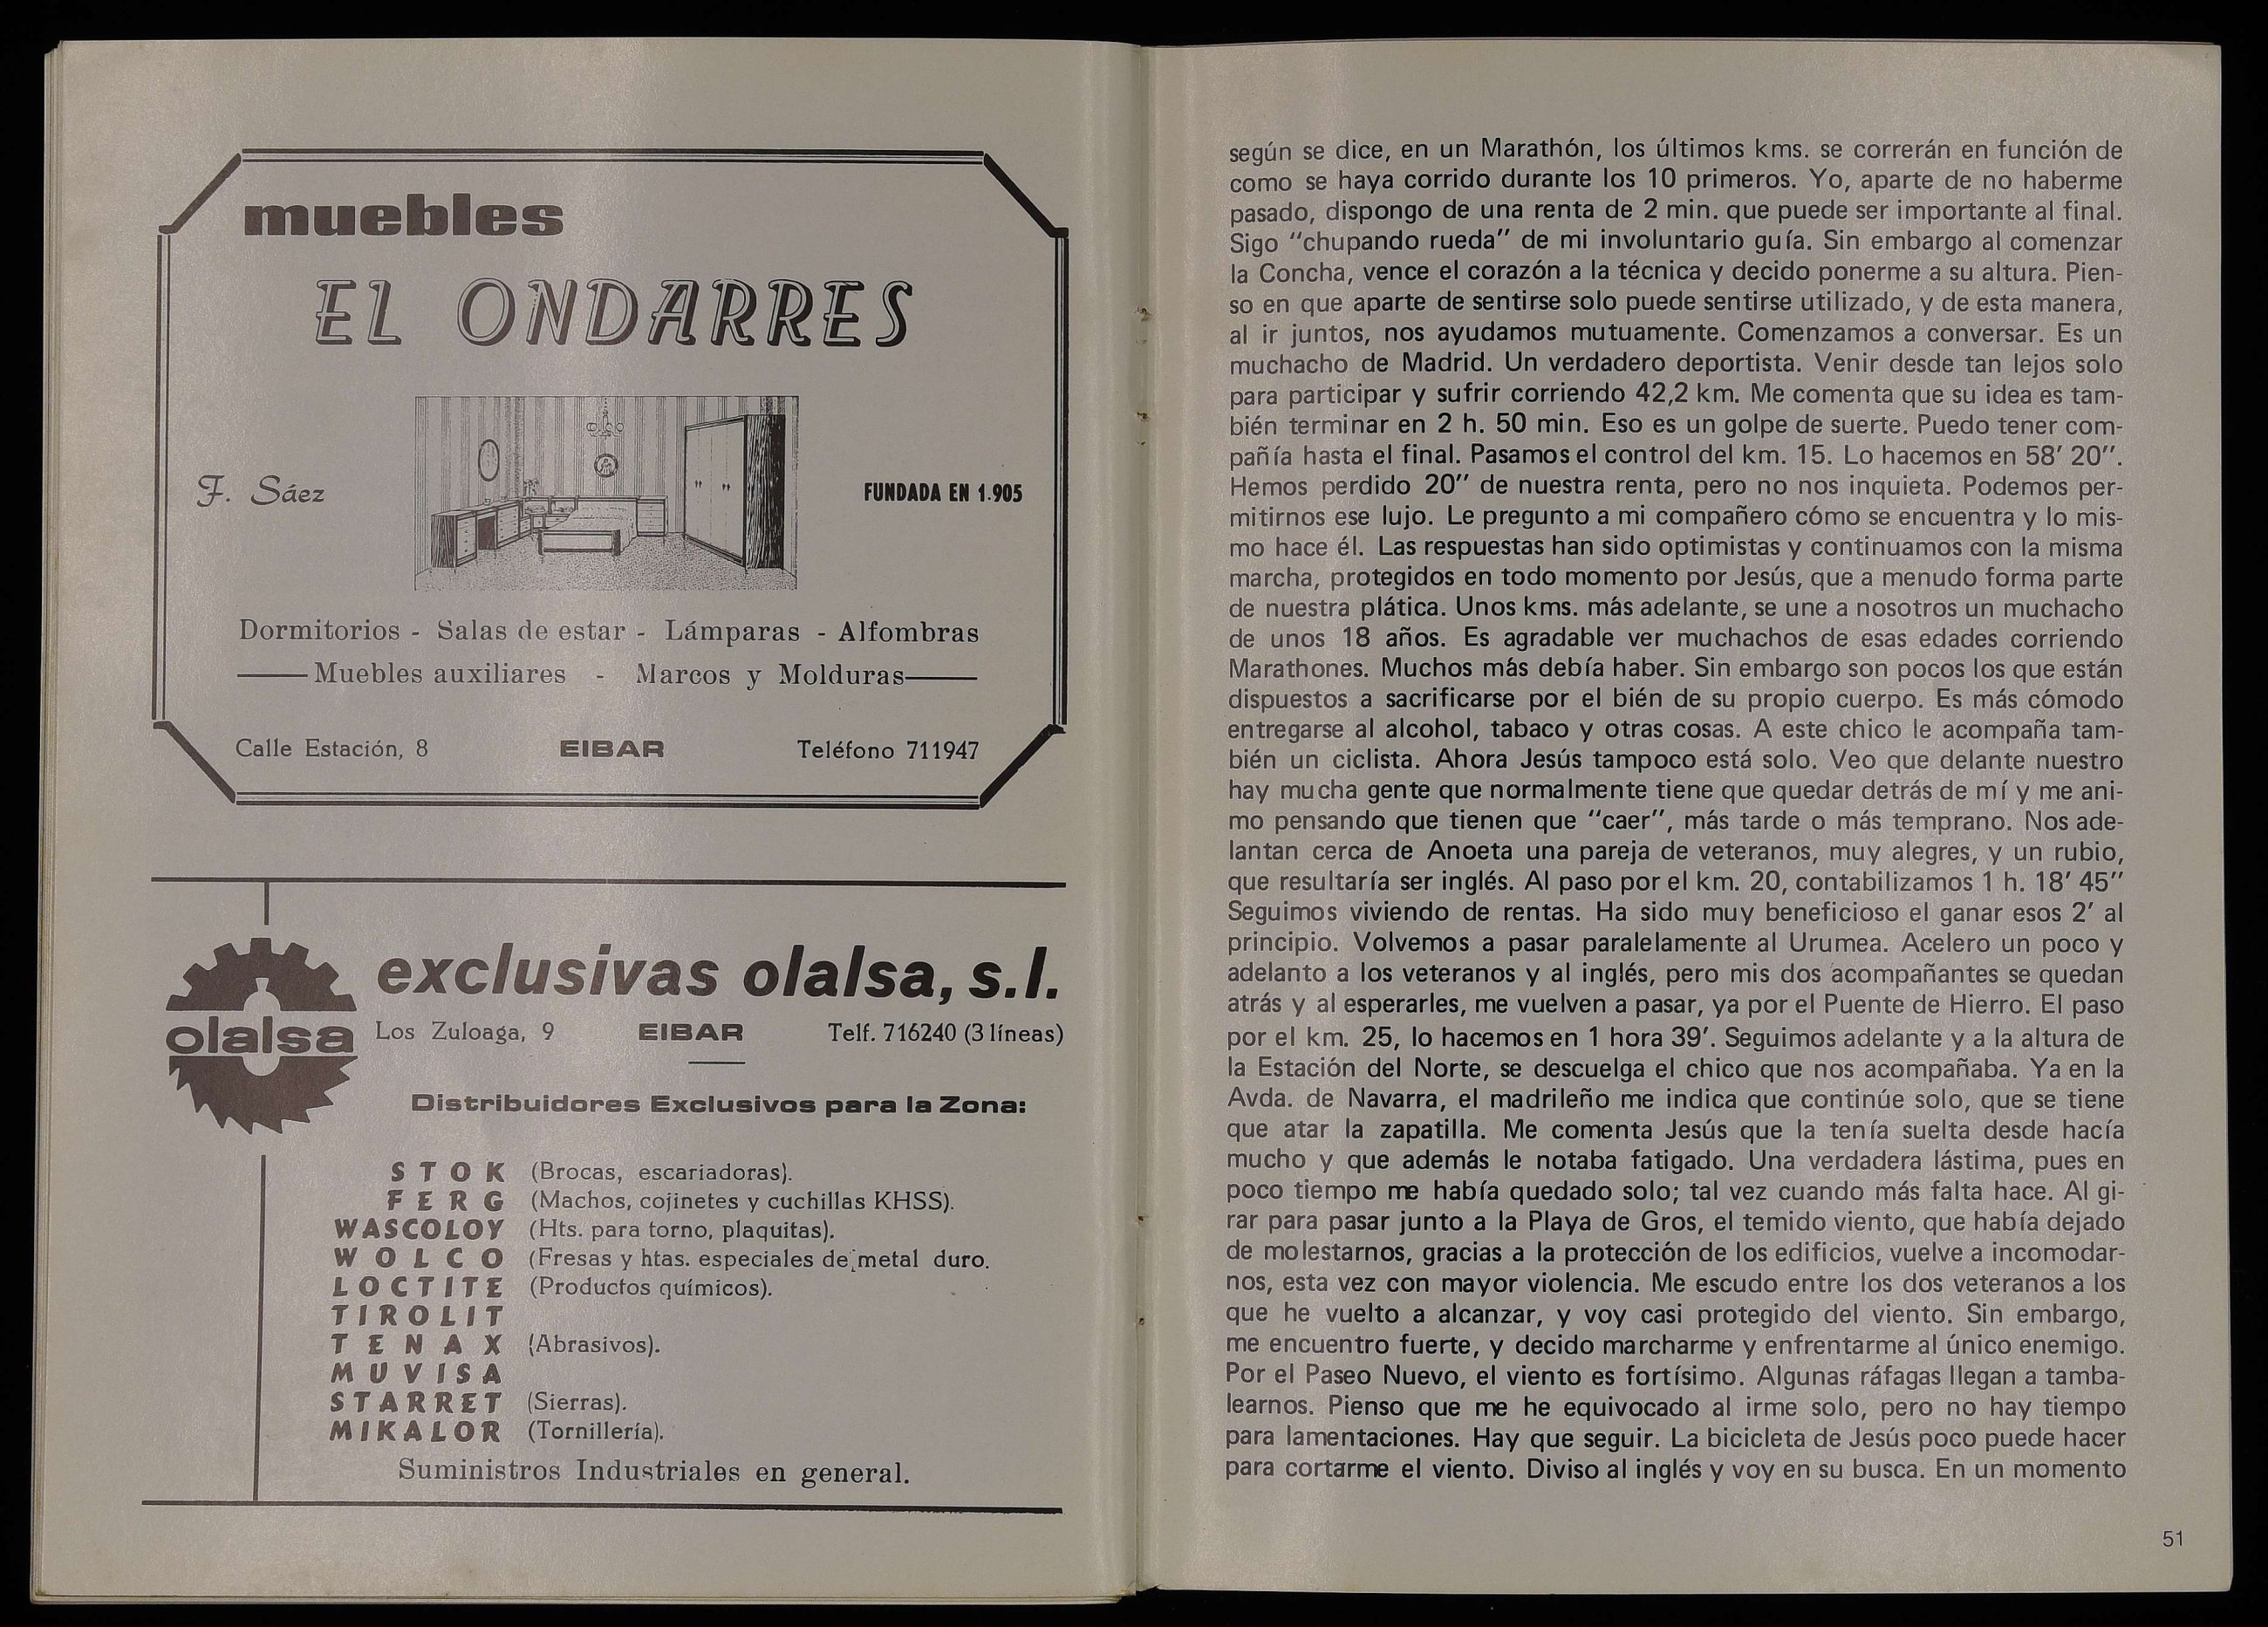 muebles
EL ONDARRES
F. Sáez
FUNDADA EN 1.905
Dormitorios - Salas de estar - Lámparas - Alfombras
Muebles auxiliares - Marcos y Molduras
Calle Estación, 8 EIBAR Teléfono 711947
olalsa
exclusivas olalsa, s.l.
Los Zuloaga, 9 EIBAR Telf. 716240 (3 líneas)
Distribuidores Exclusivos para la Zona:
STOK (Brocas, escariadoras).
FERG (Machos, cojinetes y cuchillas KHSS).
WASCOLOY (Hts. para torno, plaquitas).
WOLCO (Fresas y htas. especiales de metal duro.
LOCTITE (Productos químicos).
TIROLIT
TENAX (Abrasivos).
MUVISA
STARRET (Sierras).
MIKALOR (Tornillería).
Suministros Industriales en general.
según se dice, en un Marathón, los últimos kms. se correrán en función de
como se haya corrido durante los 10 primeros. Yo, aparte de no haberme
pasado, dispongo de una renta de 2 min. que puede ser importante al final.
Sigo "chupando rueda" de mi involuntario guía. Sin embargo al comenzar
la Concha, vence el corazón a la técnica y decido ponerme a su altura. Pien-
so en que aparte de sentirse solo puede sentirse utilizado, y de esta manera,
al ir juntos, nos ayudamos mutuamente. Comenzamos a conversar. Es un
muchacho de Madrid. Un verdadero deportista. Venir desde tan lejos solo
para participar y sufrir corriendo 42,2 km. Me comenta que su idea es tam-
bién terminar en 2 h. 50 min. Eso es un golpe de suerte. Puedo tener com-
pañía hasta el final. Pasamos el control del km. 15. Lo hacemos en 58' 20".
Hemos perdido 20" de nuestra renta, pero no nos inquieta. Podemos per-
mitirnos ese lujo. Le pregunto a mi compañero cómo se encuentra y lo mis-
mo hace él. Las respuestas han sido optimistas y continuamos con la misma
marcha, protegidos en todo momento por Jesús, que a menudo forma parte
de nuestra plática. Unos kms. más adelante, se une a nosotros un muchacho
de unos 18 años. Es agradable ver muchachos de esas edades corriendo
Marathones. Muchos más debía haber. Sin embargo son pocos los que están
dispuestos a sacrificarse por el bién de su propio cuerpo. Es más cómodo
entregarse al alcohol, tabaco y otras cosas. A este chico le acompaña tam-
bién un ciclista. Ahora Jesús tampoco está solo. Veo que delante nuestro
hay mucha gente que normalmente tiene que quedar detrás de mí y me ani-
mo pensando que tienen que "caer", más tarde o más temprano. Nos ade-
lantan cerca de Anoeta una pareja de veteranos, muy alegres, y un rubio,
que resultaría ser inglés. Al paso por el km. 20, contabilizamos 1 h. 18' 45"
Seguimos viviendo de rentas. Ha sido muy beneficioso el ganar esos 2' al
principio. Volvemos a pasar paralelamente al Urumea. Acelero un poco y
adelanto a los veteranos y al inglés, pero mis dos acompañantes se quedan
atrás y al esperarles, me vuelven a pasar, ya por el Puente de Hierro. El paso
por el km. 25, lo hacemos en 1 hora 39'. Seguimos adelante y a la altura de
la Estación del Norte, se descuelga el chico que nos acompañaba. Ya en la
Avda. de Navarra, el madrileño me indica que continúe solo, que se tiene
que atar la zapatilla. Me comenta Jesús que la tenía suelta desde hacía
mucho y que además le notaba fatigado. Una verdadera lástima, pues en
poco tiempo me había quedado solo; tal vez cuando más falta hace. Al gi-
rar para pasar junto a la Playa de Gros, el temido viento, que había dejado
de molestarnos, gracias a la protección de los edificios, vuelve a incomodar-
nos, esta vez con mayor violencia. Me escudo entre los dos veteranos a los
que he vuelto a alcanzar, y voy casi protegido del viento. Sin embargo,
me encuentro fuerte, y decido marcharme y enfrentarme al único enemigo.
Por el Paseo Nuevo, el viento es fortísimo. Algunas ráfagas llegan a tamba-
learnos. Pienso que me he equivocado al irme solo, pero no hay tiempo
para lamentaciones. Hay que seguir. La bicicleta de Jesús poco puede hacer
para cortarme el viento. Diviso al inglés y voy en su busca. En un momento
51